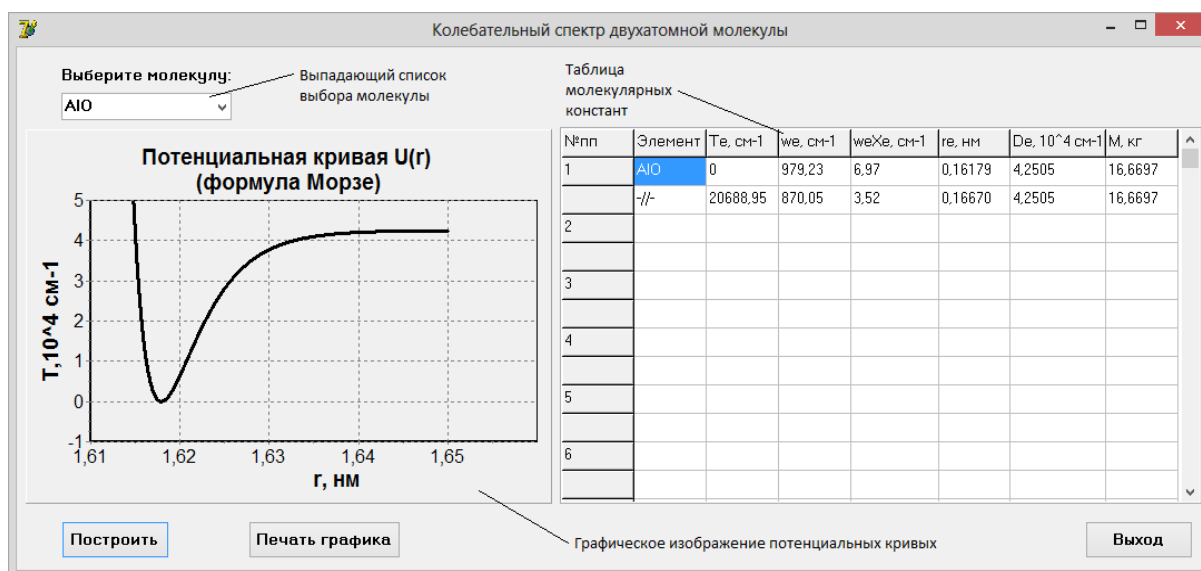 Колебательный спектр двухатомной молекулы
Выберите молекулу:
AlO
Выпадающий список
выбора молекулы
Таблица
молекулярных
констант
Потенциальная кривая U(r)
(формула Морзе)
T,10^4 см-1
5
4
3
2
1
0
-1
1,61 1,62 1,63 1,64 1,65
r, нм
№пп Элемент Te, см-1 we, см-1 weXe, см-1 re, нм De, 10^4 см-1 М, кг
1 AlO 0 979,23 6,97 0,16179 4,2505 16,6697
-//- 20688,95 870,05 3,52 0,16670 4,2505 16,6697
2
3
4
5
6
Построить
Печать графика
Графическое изображение потенциальных кривых
Выход